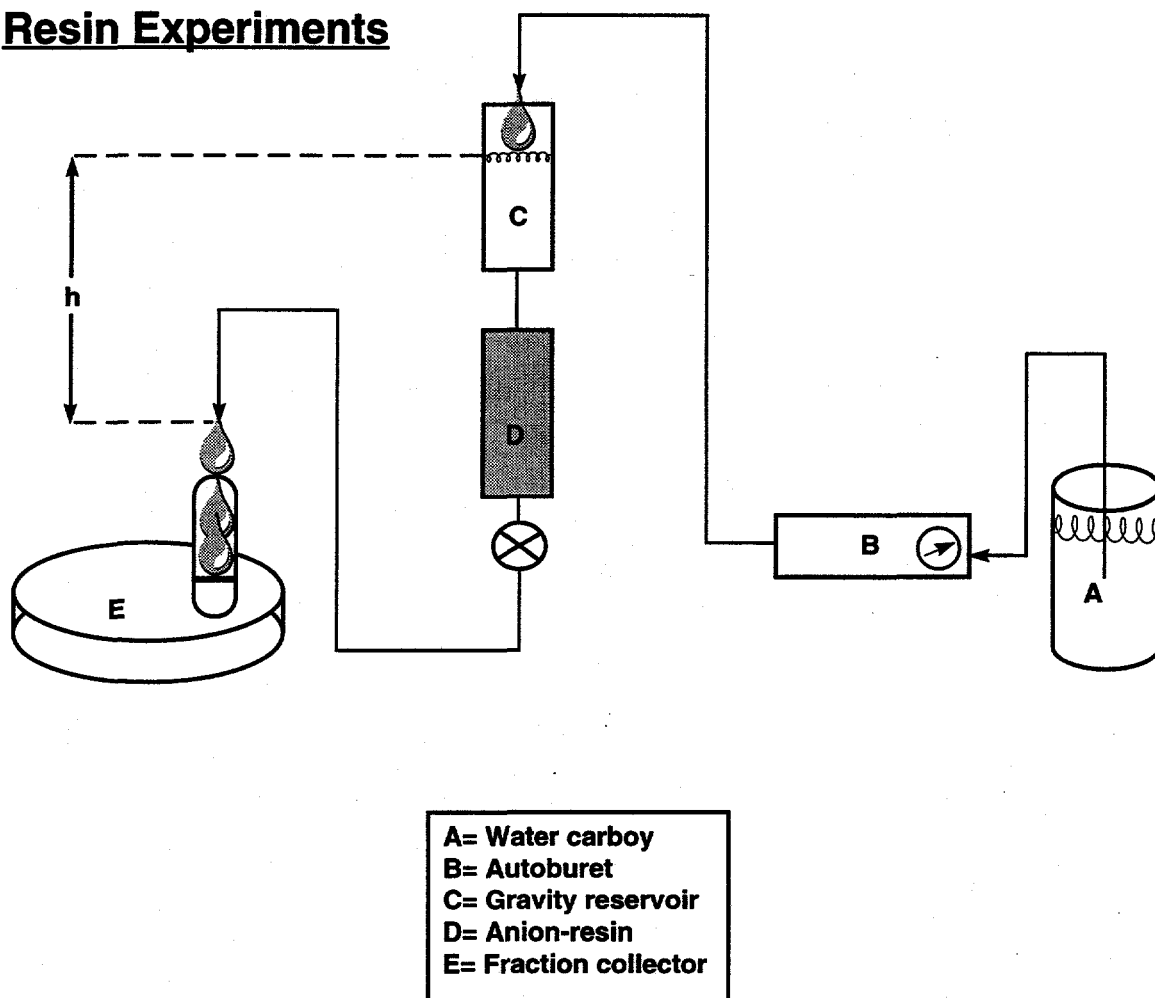 Resin Experiments
C
h
D
B
A
E
A= Water carboy
B= Autoburet
C= Gravity reservoir
D= Anion-resin
E= Fraction collector